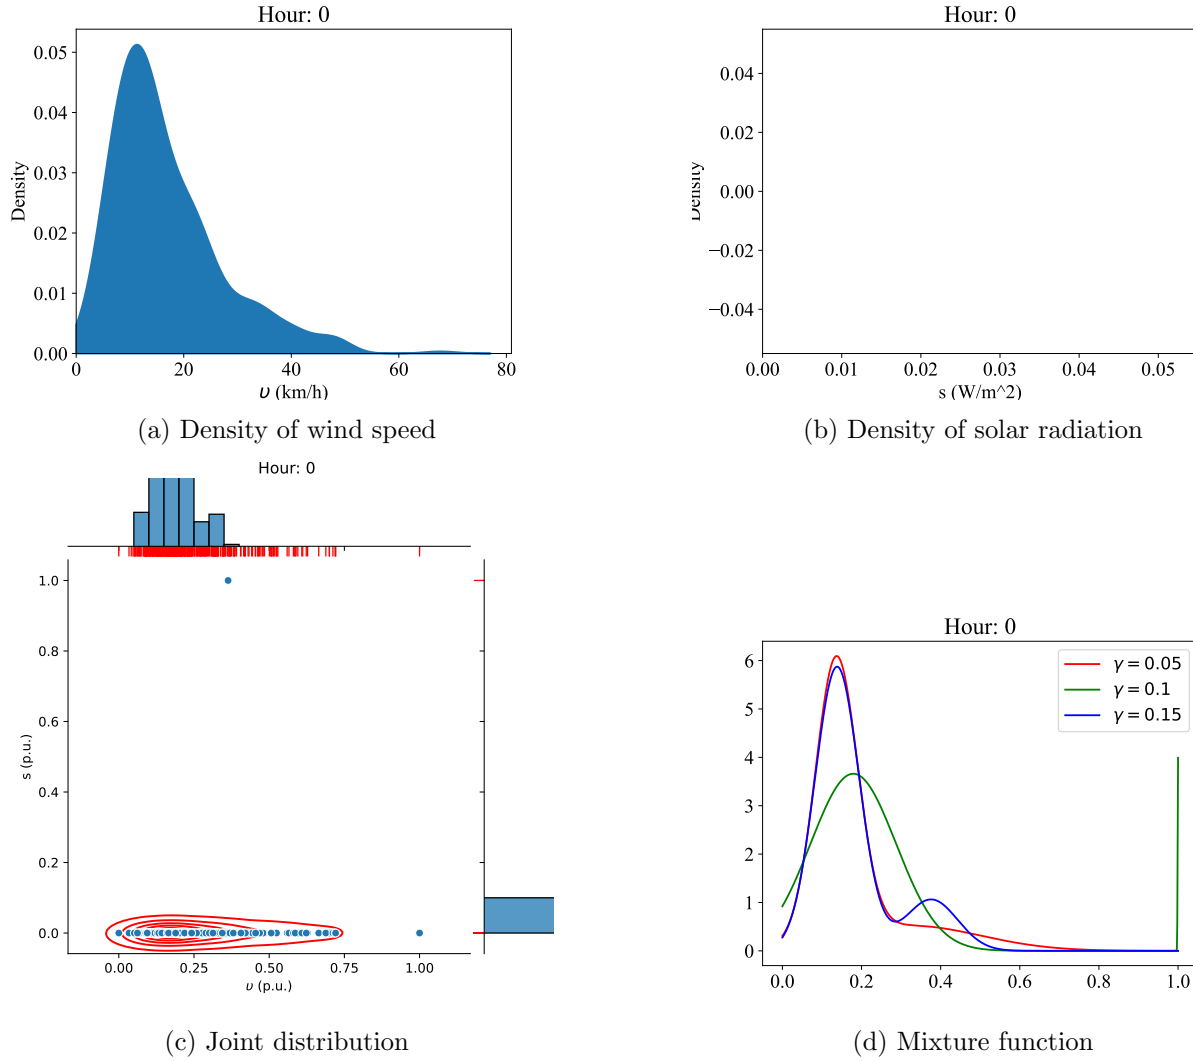 Hour: 0
0.05
0.04
0.03
0.02
0.01
0.00
Density
0
20
40
60
80
υ (km/h)
(a) Density of wind speed
Hour: 0
0.04
0.02
0.00
−0.02
−0.04
Density
0.00
0.01
0.02
0.03
0.04
0.05
s (W/m^2)
(b) Density of solar radiation
Hour: 0
1.0
0.8
0.6
0.4
0.2
0.0
s (p.u.)
0.00
0.25
0.50
0.75
1.00
υ (p.u.)
(c) Joint distribution
Hour: 0
6
5
4
3
2
1
0
γ = 0.05
γ = 0.1
γ = 0.15
0.0
0.2
0.4
0.6
0.8
1.0
(d) Mixture function